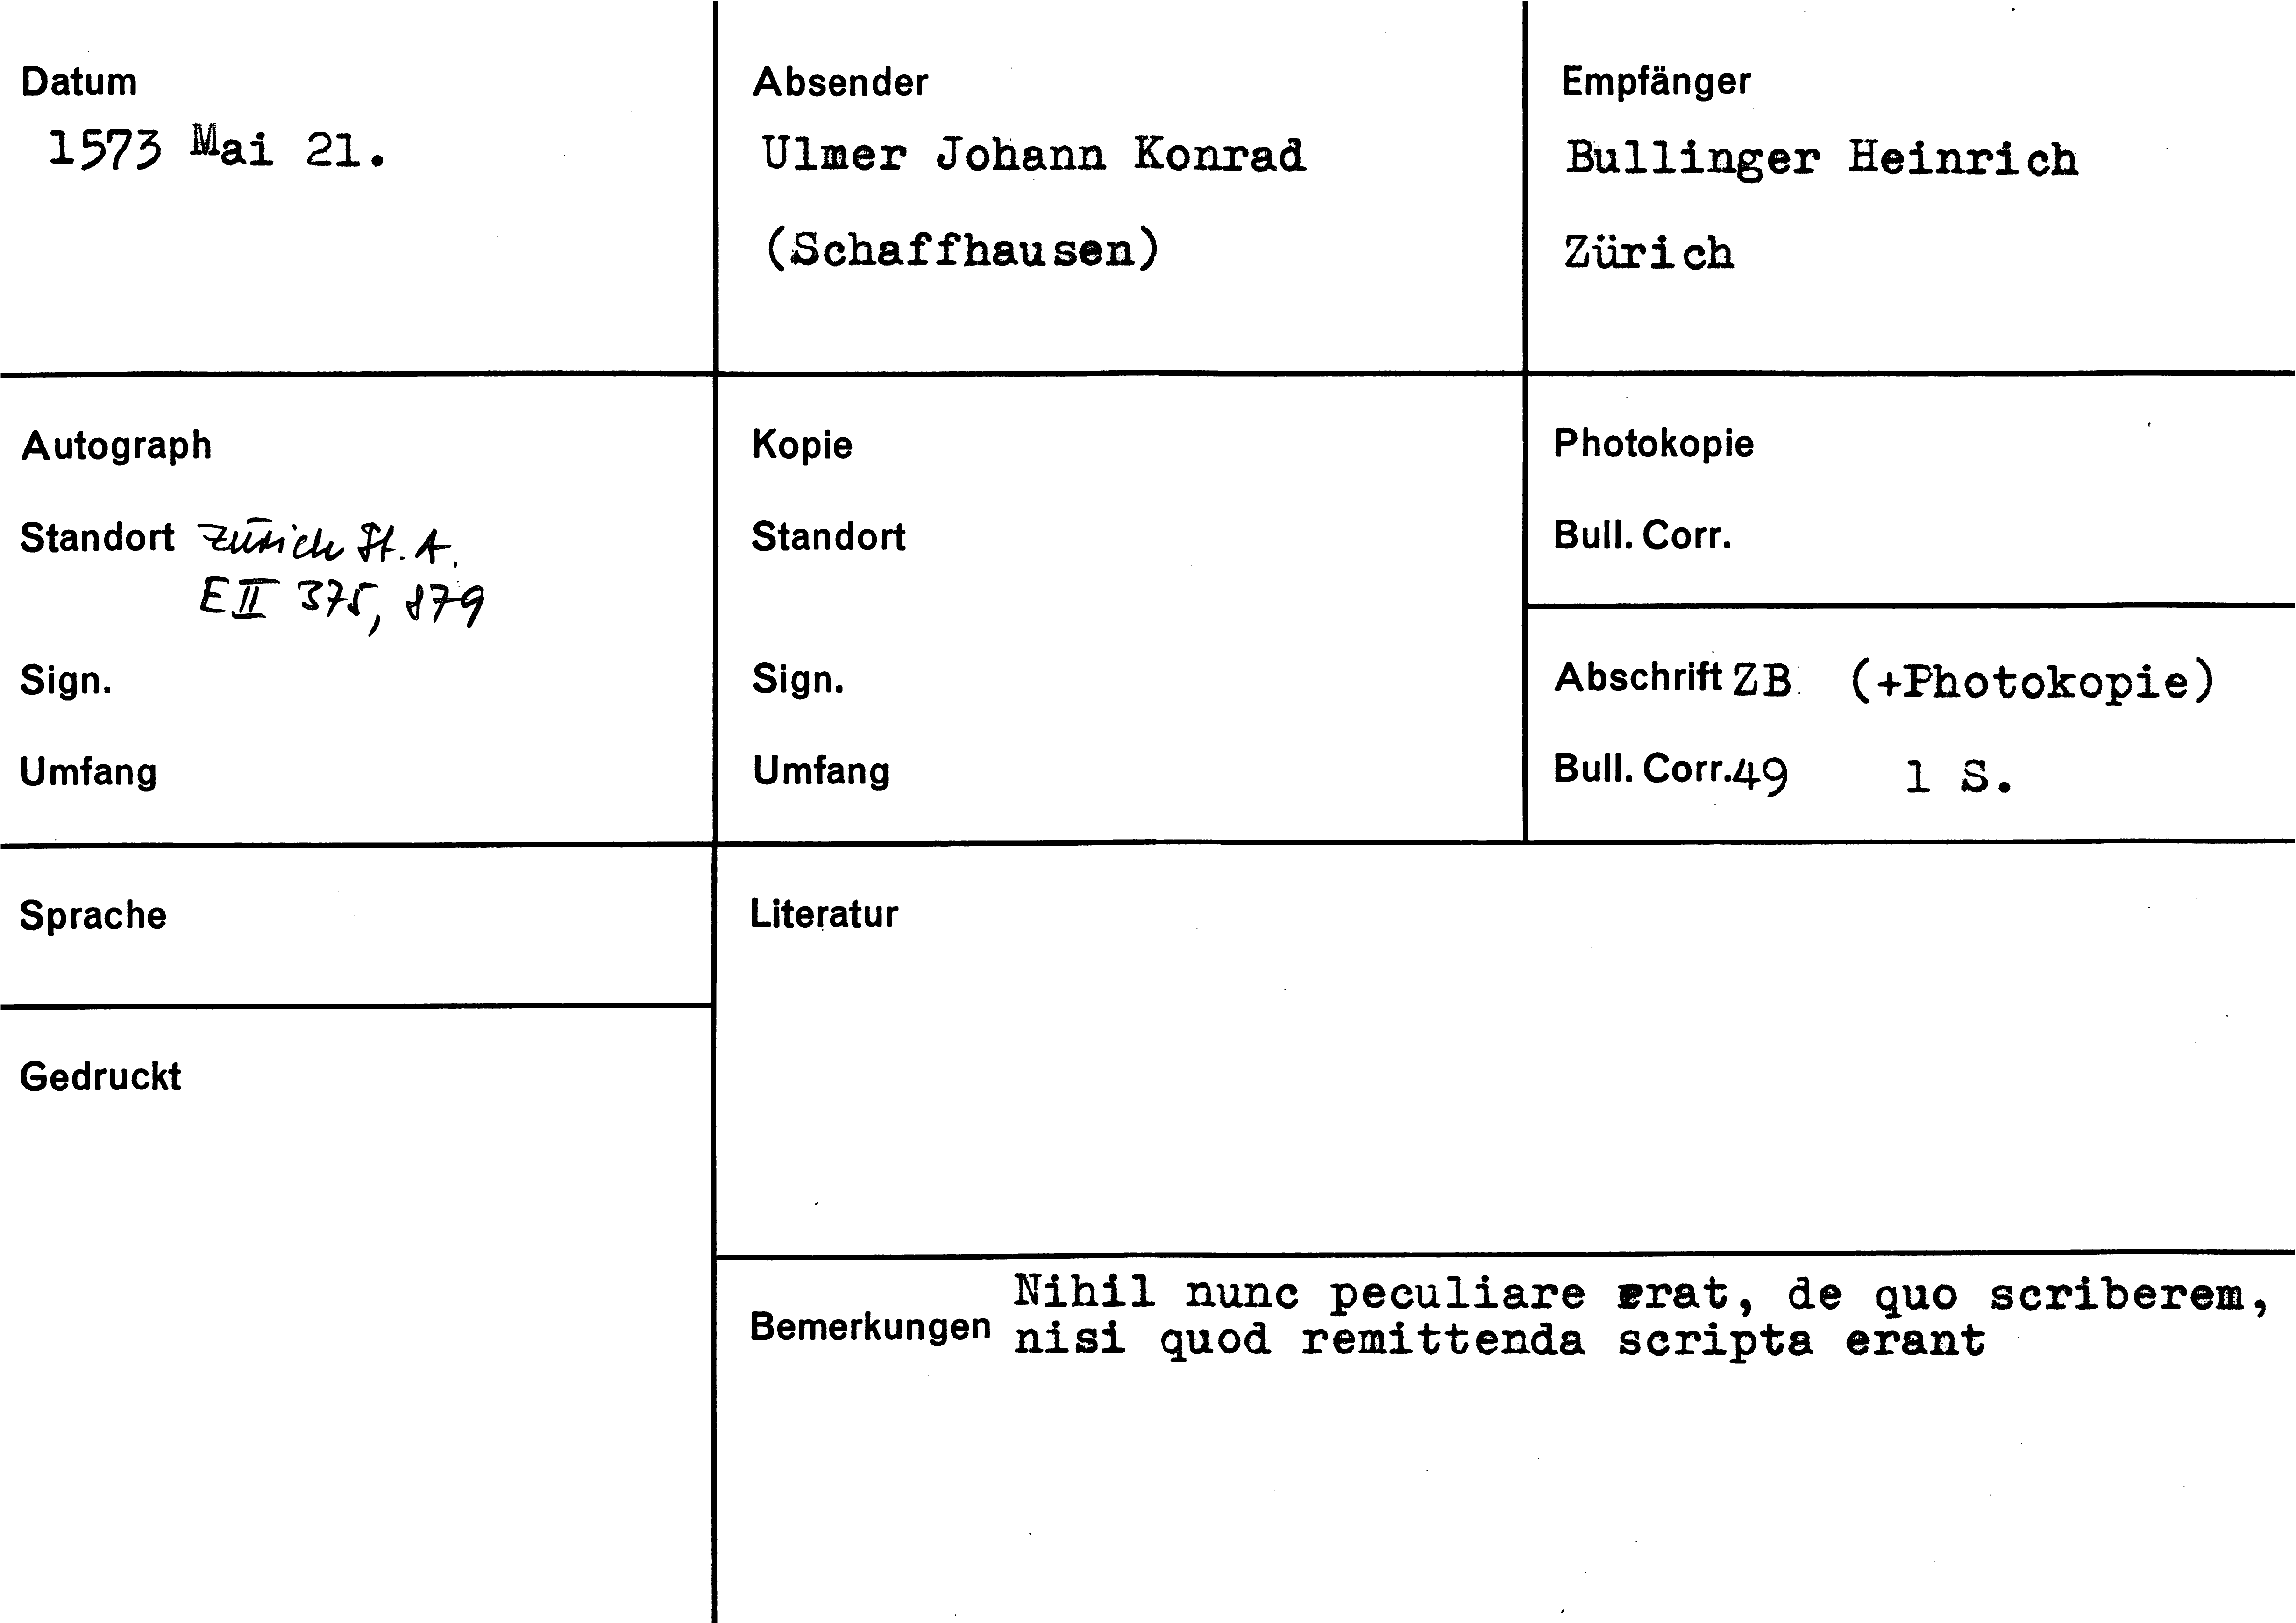 Datum
1573 Mai 21.
Absender
Ulmer Johann Konrad
(Schaffhausen)
Empfänger
Bullinger Heinrich
Zürich
Autograph
Standort Zürich St. A.
E II 375, 879
Sign.
Umfang
Kopie
Standort
Sign.
Umfang
Photokopie
Bull. Corr.
Abschrift ZB (+Photokopie)
Bull. Corr. 49 1 S.
Sprache
Gedruckt
Literatur
Bemerkungen
Nihil nunc peculiare erat, de quo scriberem,
nisi quod remittenda scripta erant